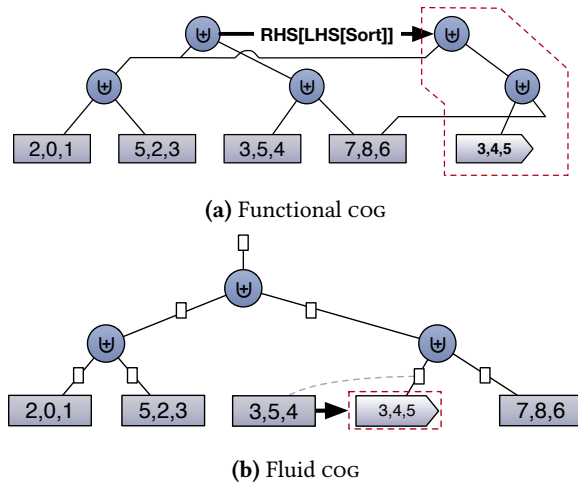 ⊎ RHS[LHS[Sort]] ⊎
⊎ ⊎ ⊎
2,0,1 5,2,3 3,5,4 7,8,6 3,4,5
(a) Functional COG
⊎
⊎ ⊎
2,0,1 5,2,3 3,5,4 3,4,5 7,8,6
(b) Fluid COG